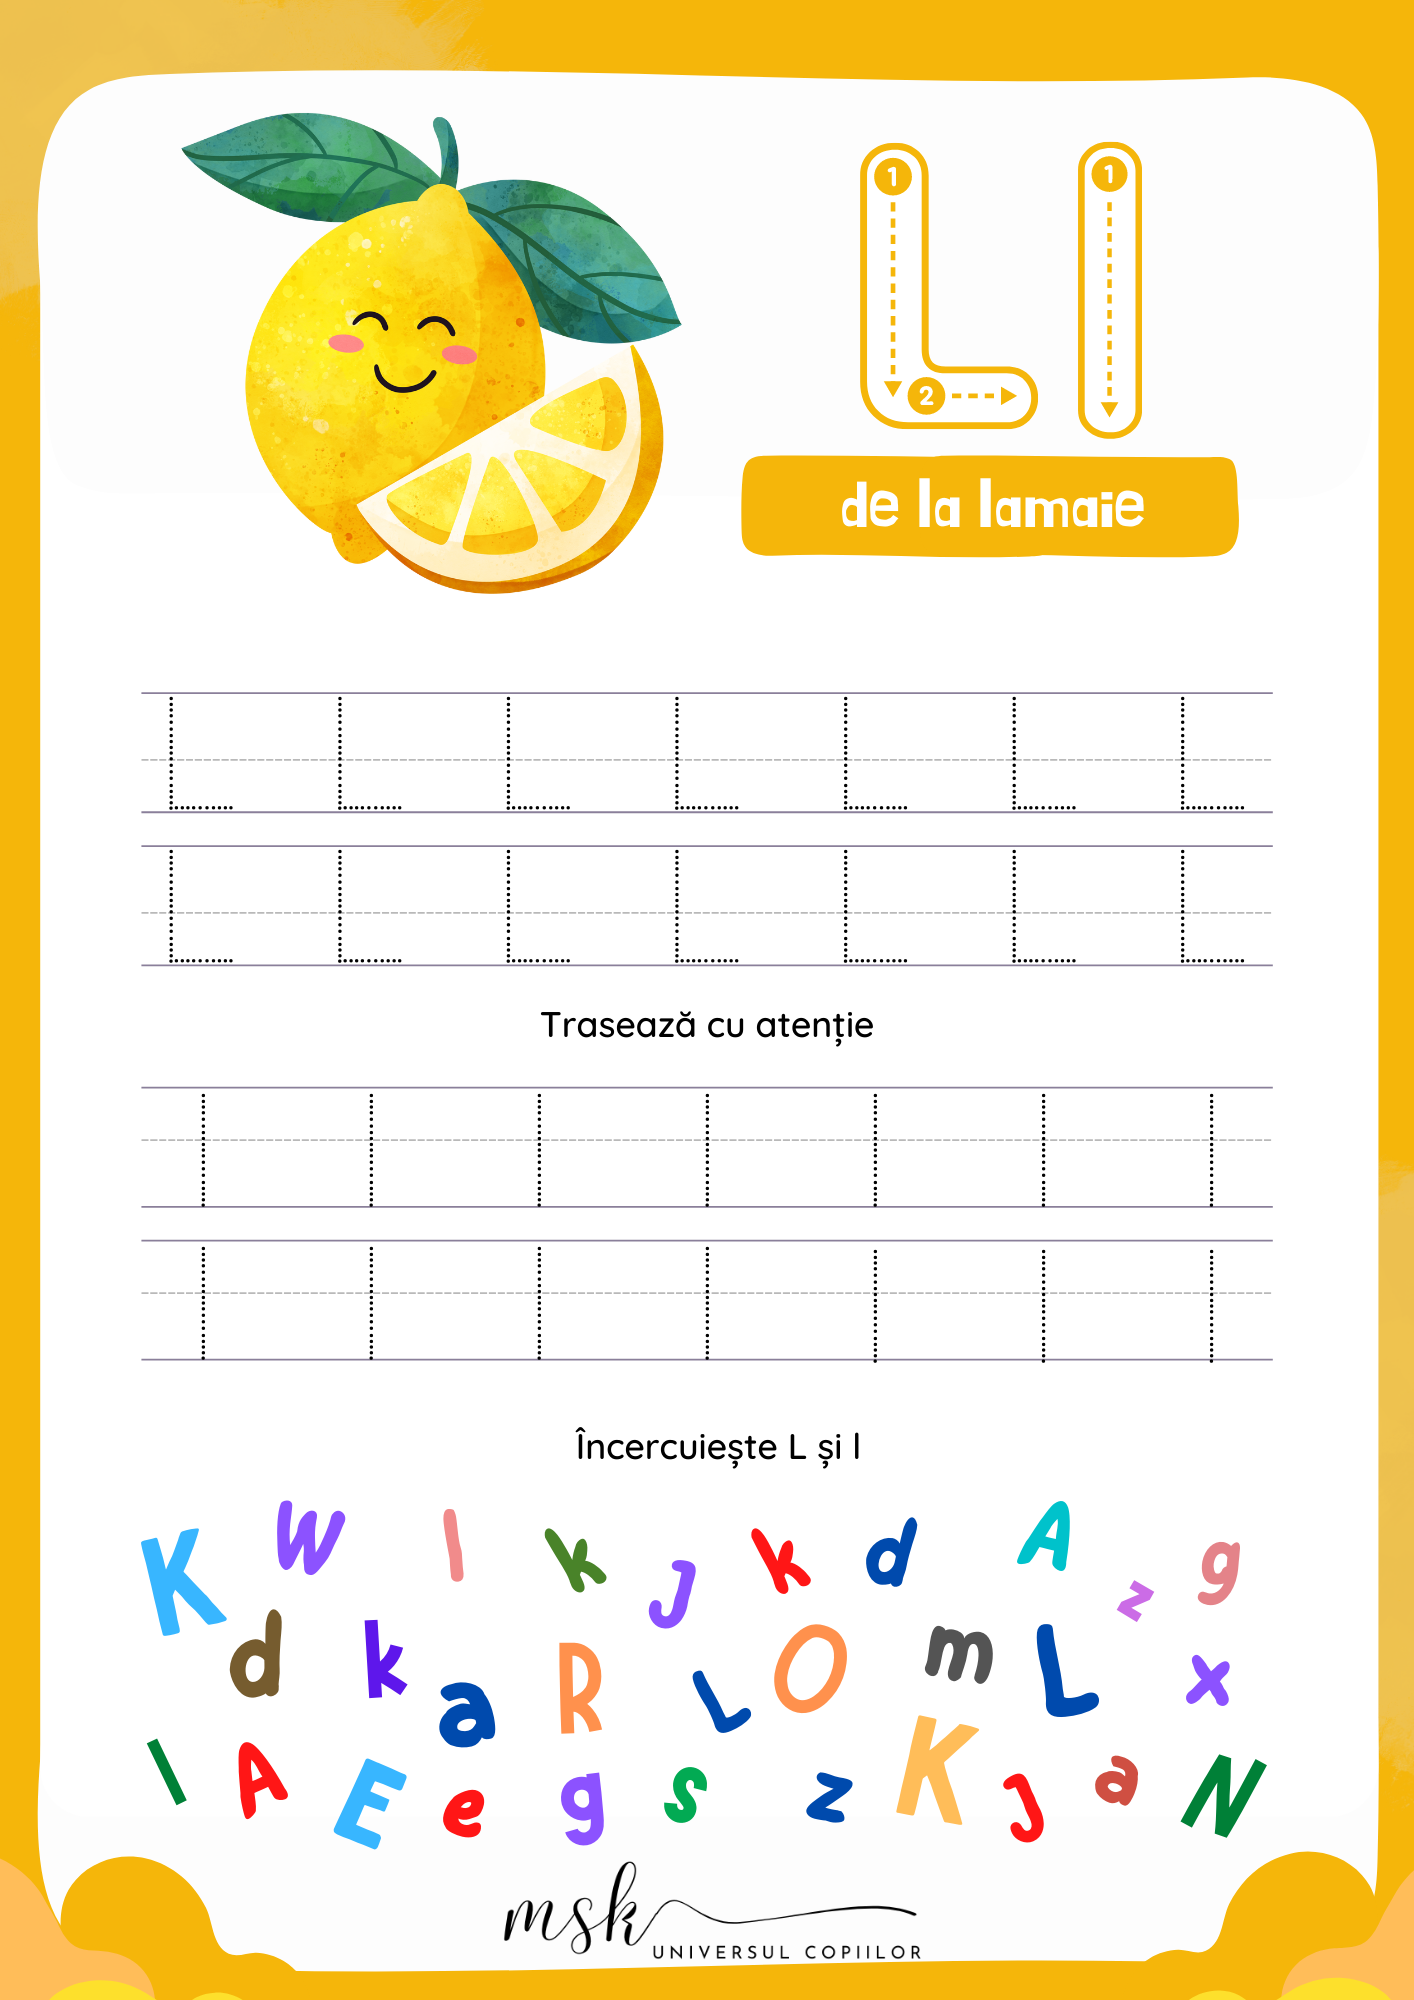 L l
1 1
2
de la lamaie
L L L L L L L
L L L L L L L
Trasează cu atenție
l l l l l l l
l l l l l l l
Încercuiește L și l
K W l k J k d A z g
d k a R L O m L x
l A E e g s z K J a N
msk
UNIVERSUL COPIILOR